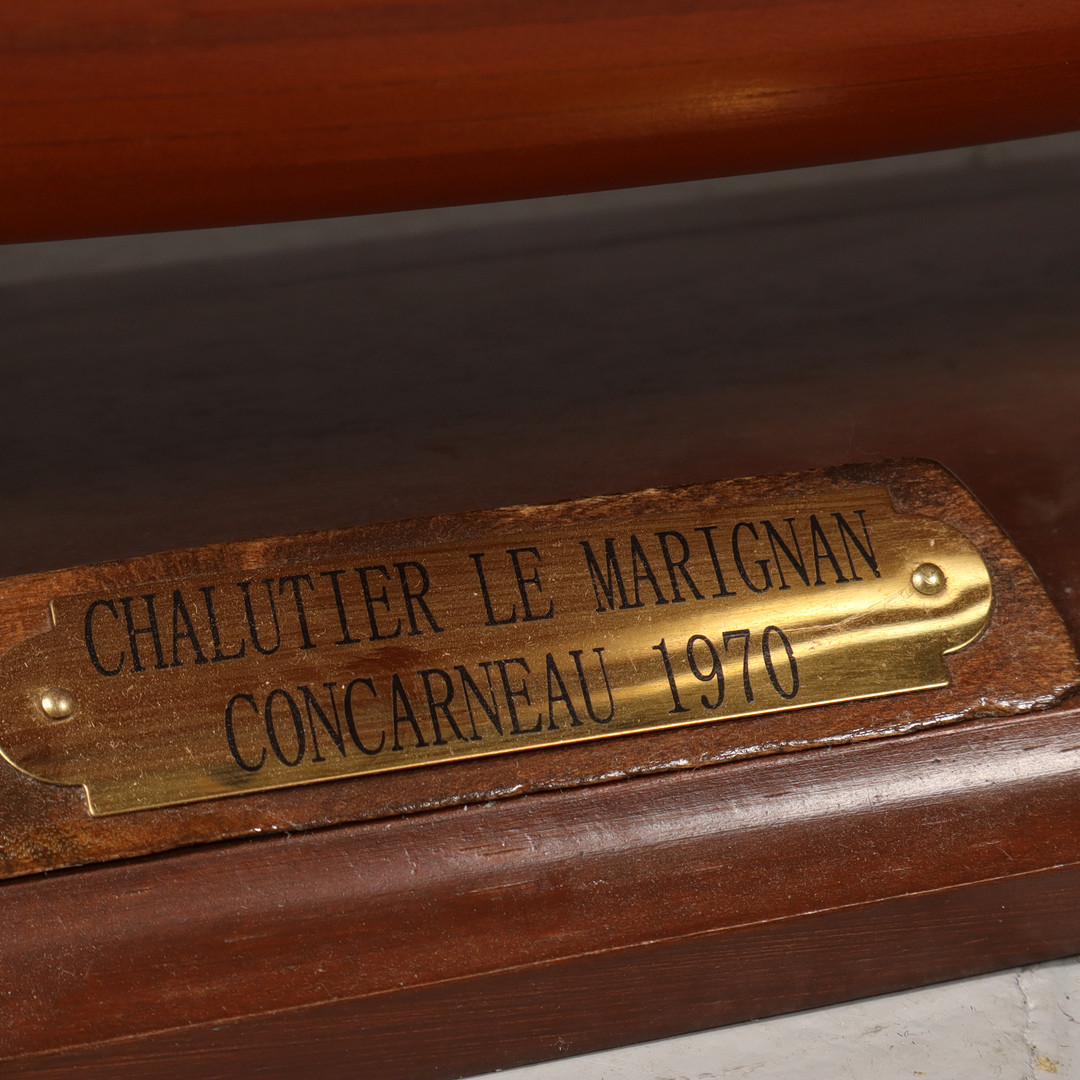 CHALUTIER LE MARIGNAN
CONCARNEAU 1970